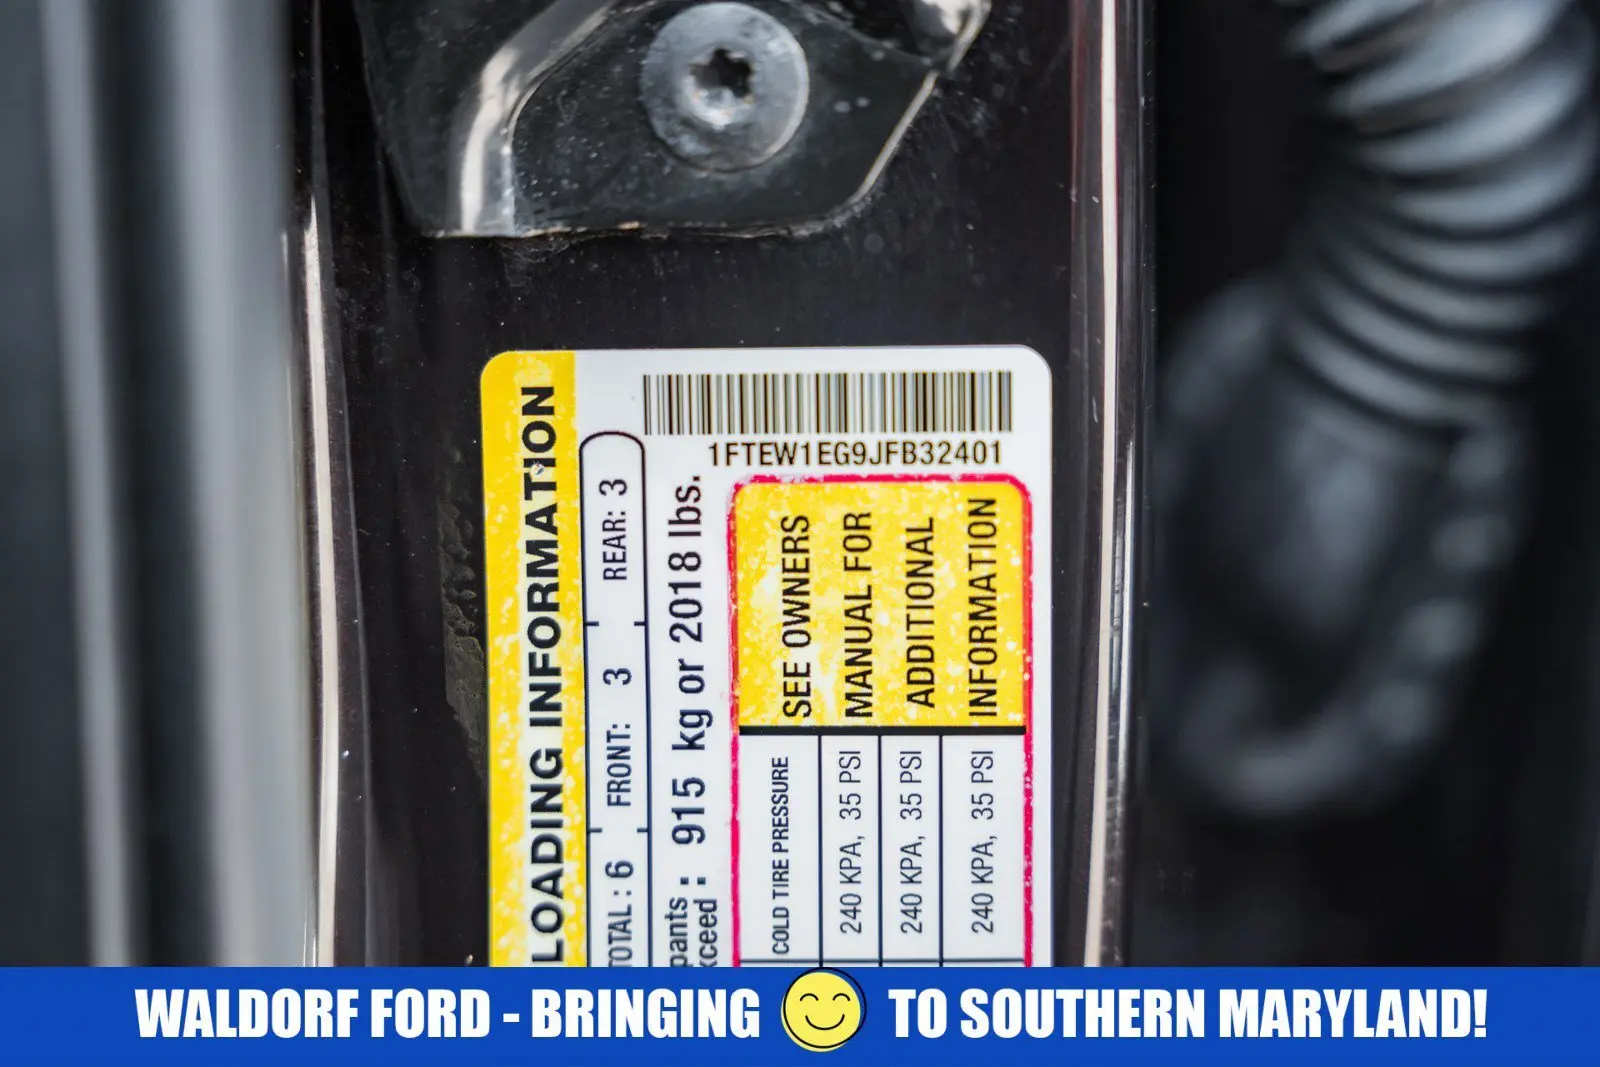 LOADING INFORMATION
TOTAL : 6 FRONT: 3 REAR: 3
pants : 915 kg or 2018 lbs.
xceed :
1FTEW1EG9JFB32401
COLD TIRE PRESSURE
240 KPA, 35 PSI
240 KPA, 35 PSI
240 KPA, 35 PSI
SEE OWNERS
MANUAL FOR
ADDITIONAL
INFORMATION
WALDORF FORD - BRINGING TO SOUTHERN MARYLAND!